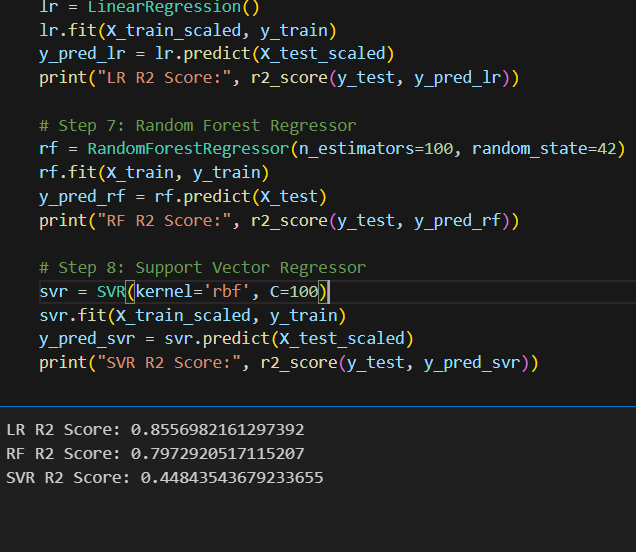 lr = LinearRegression()
lr.fit(X_train_scaled, y_train)
y_pred_lr = lr.predict(X_test_scaled)
print("LR R2 Score:", r2_score(y_test, y_pred_lr))
# Step 7: Random Forest Regressor
rf = RandomForestRegressor(n_estimators=100, random_state=42)
rf.fit(X_train, y_train)
y_pred_rf = rf.predict(X_test)
print("RF R2 Score:", r2_score(y_test, y_pred_rf))
# Step 8: Support Vector Regressor
svr = SVR(kernel='rbf', C=100)
svr.fit(X_train_scaled, y_train)
y_pred_svr = svr.predict(X_test_scaled)
print("SVR R2 Score:", r2_score(y_test, y_pred_svr))
LR R2 Score: 0.8556982161297392
RF R2 Score: 0.7972920517115207
SVR R2 Score: 0.44843543679233655